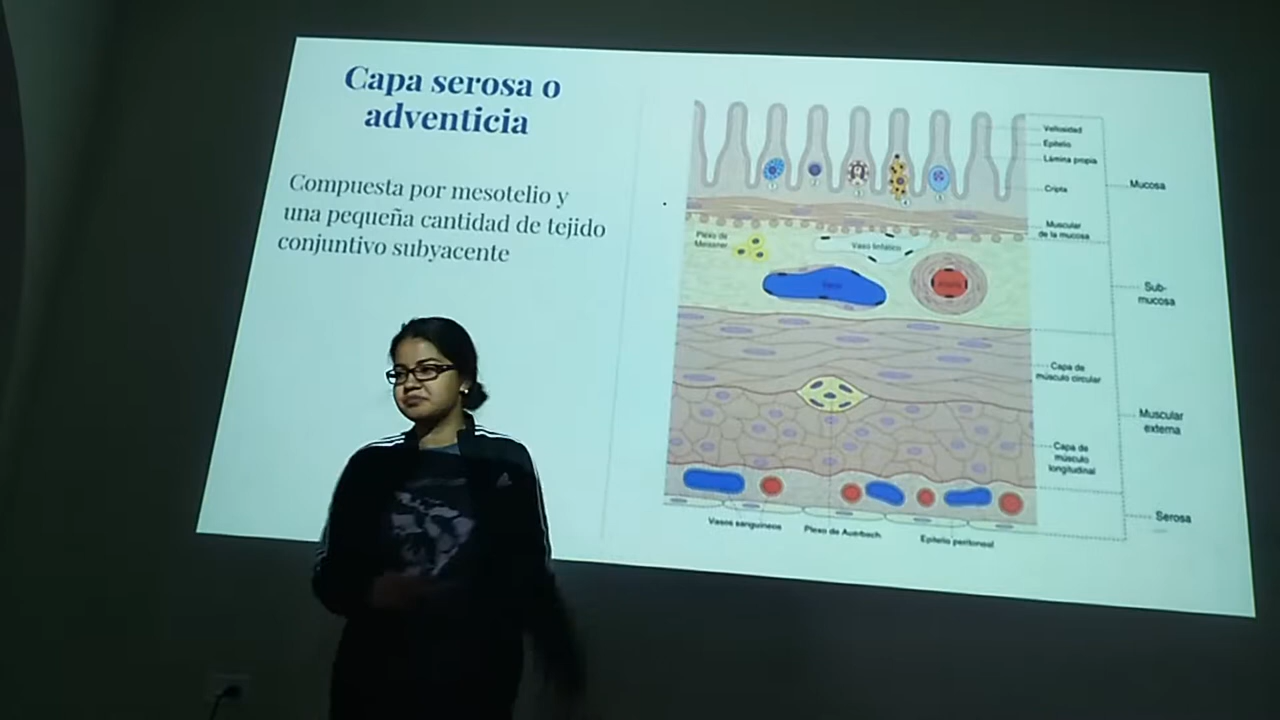 Capa serosa o
adventicia
Compuesta por mesotelio y
una pequeña cantidad de tejido
conjuntivo subyacente
Vellosidad
Epitelio
Lámina propia
Cripta
Mucosa
Muscular
de la mucosa
Plexo de
Meissner
Vaso linfático
Sub-
mucosa
Capa de
músculo circular
Muscular
externa
Capa de
músculo
longitudinal
Serosa
Vasos sanguíneos
Plexo de Auerbach
Epitelio peritoneal